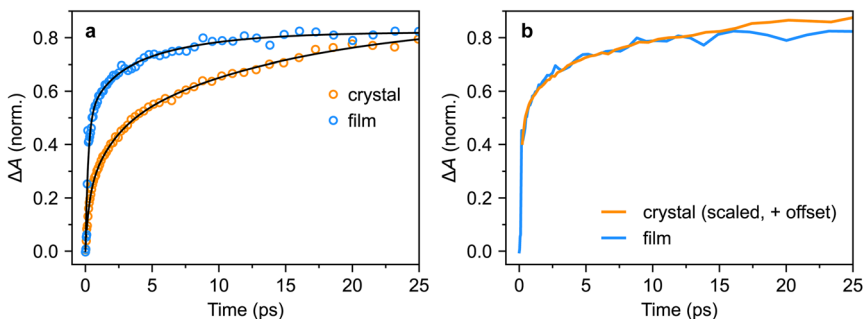 a
ΔA (norm.)
0.8
0.6
0.4
0.2
0.0
crystal
film
0 5 10 15 20 25
Time (ps)
b
ΔA (norm.)
0.8
0.6
0.4
0.2
0.0
crystal (scaled, + offset)
film
0 5 10 15 20 25
Time (ps)